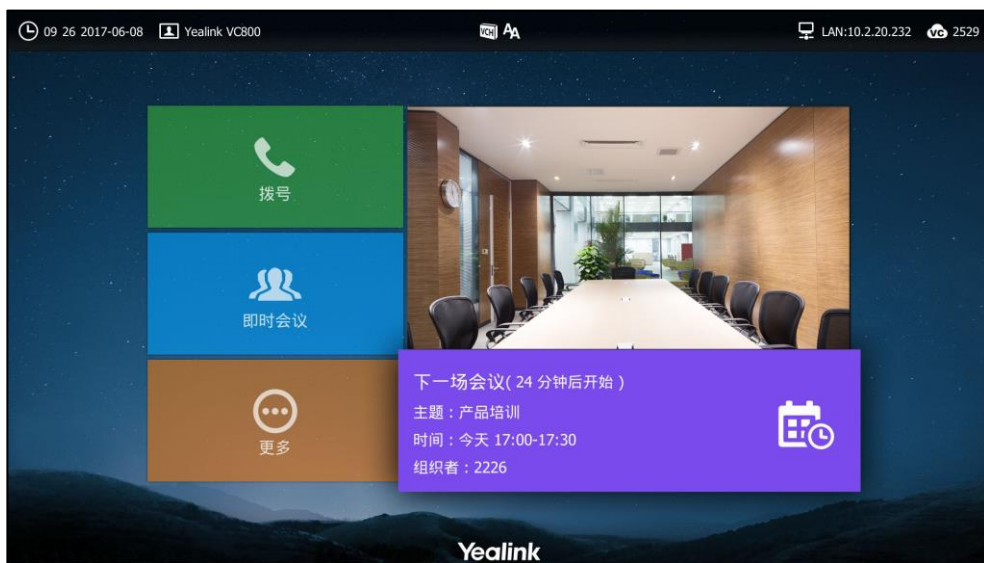 09 26 2017-06-08 Yealink VC800 VCH AA LAN:10.2.20.232 VC 2529
拨号
即时会议
更多
下一场会议( 24 分钟后开始 )
主题：产品培训
时间：今天 17:00-17:30
组织者：2226
Yealink